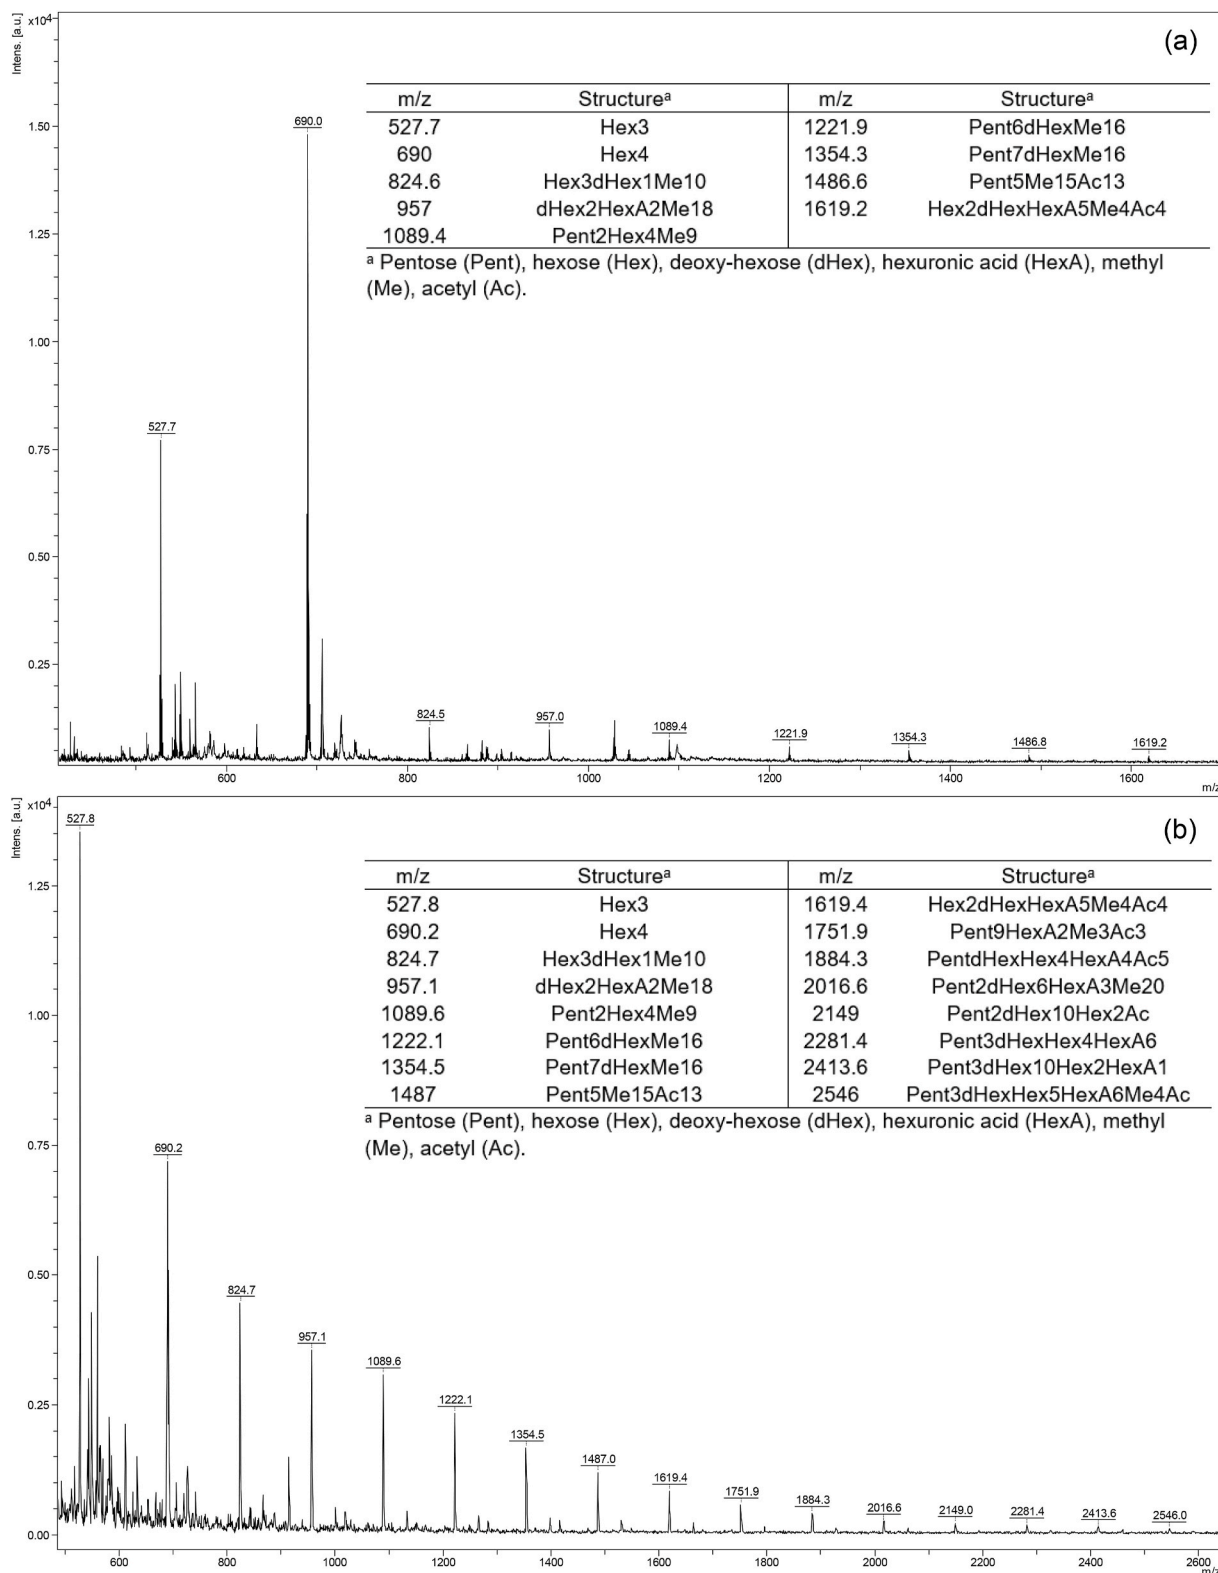 Intens. [a.u.]
x10⁴
(a)
m/z Structureᵃ m/z Structureᵃ
527.7 Hex3 1221.9 Pent6dHexMe16
690 Hex4 1354.3 Pent7dHexMe16
824.6 Hex3dHex1Me10 1486.6 Pent5Me15Ac13
957 dHex2HexA2Me18 1619.2 Hex2dHexHexA5Me4Ac4
1089.4 Pent2Hex4Me9
ᵃ Pentose (Pent), hexose (Hex), deoxy-hexose (dHex), hexuronic acid (HexA), methyl
(Me), acetyl (Ac).
1.50
1.25
1.00
0.75
0.50
0.25
690.0
527.7
824.5
957.0
1089.4
1221.9
1354.3
1486.8
1619.2
600 800 1000 1200 1400 1600
m/z
Intens. [a.u.]
x10⁴
(b)
m/z Structureᵃ m/z Structureᵃ
527.8 Hex3 1619.4 Hex2dHexHexA5Me4Ac4
690.2 Hex4 1751.9 Pent9HexA2Me3Ac3
824.7 Hex3dHex1Me10 1884.3 PentdHexHex4HexA4Ac5
957.1 dHex2HexA2Me18 2016.6 Pent2dHex6HexA3Me20
1089.6 Pent2Hex4Me9 2149 Pent2dHex10Hex2Ac
1222.1 Pent6dHexMe16 2281.4 Pent3dHexHex4HexA6
1354.5 Pent7dHexMe16 2413.6 Pent3dHex10Hex2HexA1
1487 Pent5Me15Ac13 2546 Pent3dHexHex5HexA6Me4Ac
ᵃ Pentose (Pent), hexose (Hex), deoxy-hexose (dHex), hexuronic acid (HexA), methyl
(Me), acetyl (Ac).
1.25
1.00
0.75
0.50
0.25
0.00
527.8
690.2
824.7
957.1
1089.6
1222.1
1354.5
1487.0
1619.4
1751.9
1884.3
2016.6
2149.0
2281.4
2413.6
2546.0
600 800 1000 1200 1400 1600 1800 2000 2200 2400 2600
m/z